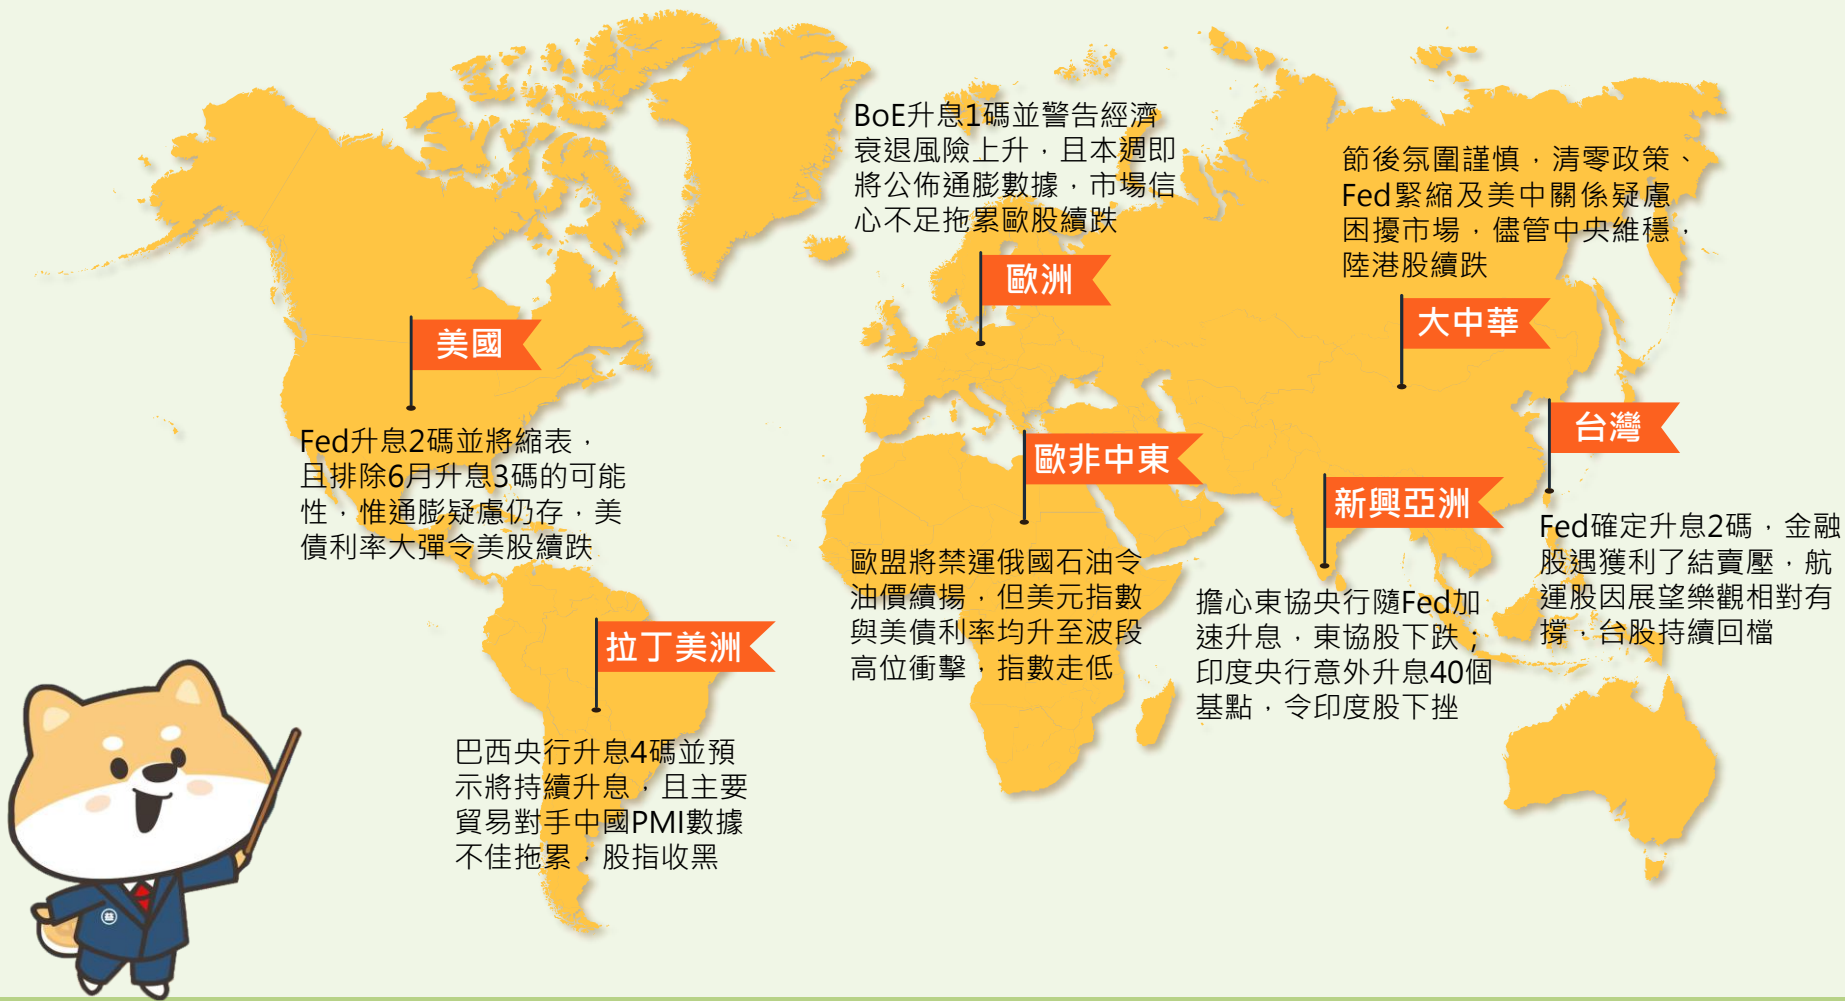 BoE升息1碼並警告經濟
衰退風險上升，且本週即
將公佈通膨數據，市場信
心不足拖累歐股續跌
歐洲
節後氛圍謹慎，清零政策、
Fed緊縮及美中關係疑慮
困擾市場，儘管中央維穩，
陸港股續跌
大中華
美國
Fed升息2碼並將縮表，
且排除6月升息3碼的可能
性，惟通膨疑慮仍存，美
債利率大彈令美股續跌
歐非中東
歐盟將禁運俄國石油令
油價續揚，但美元指數
與美債利率均升至波段
高位衝擊，指數走低
新興亞洲
擔心東協央行隨Fed加
速升息，東協股下跌；
印度央行意外升息40個
基點，令印度股下挫
台灣
Fed確定升息2碼，金融
股遇獲利了結賣壓，航
運股因展望樂觀相對有
撐，台股持續回檔
拉丁美洲
巴西央行升息4碼並預
示將持續升息，且主要
貿易對手中國PMI數據
不佳拖累，股指收黑